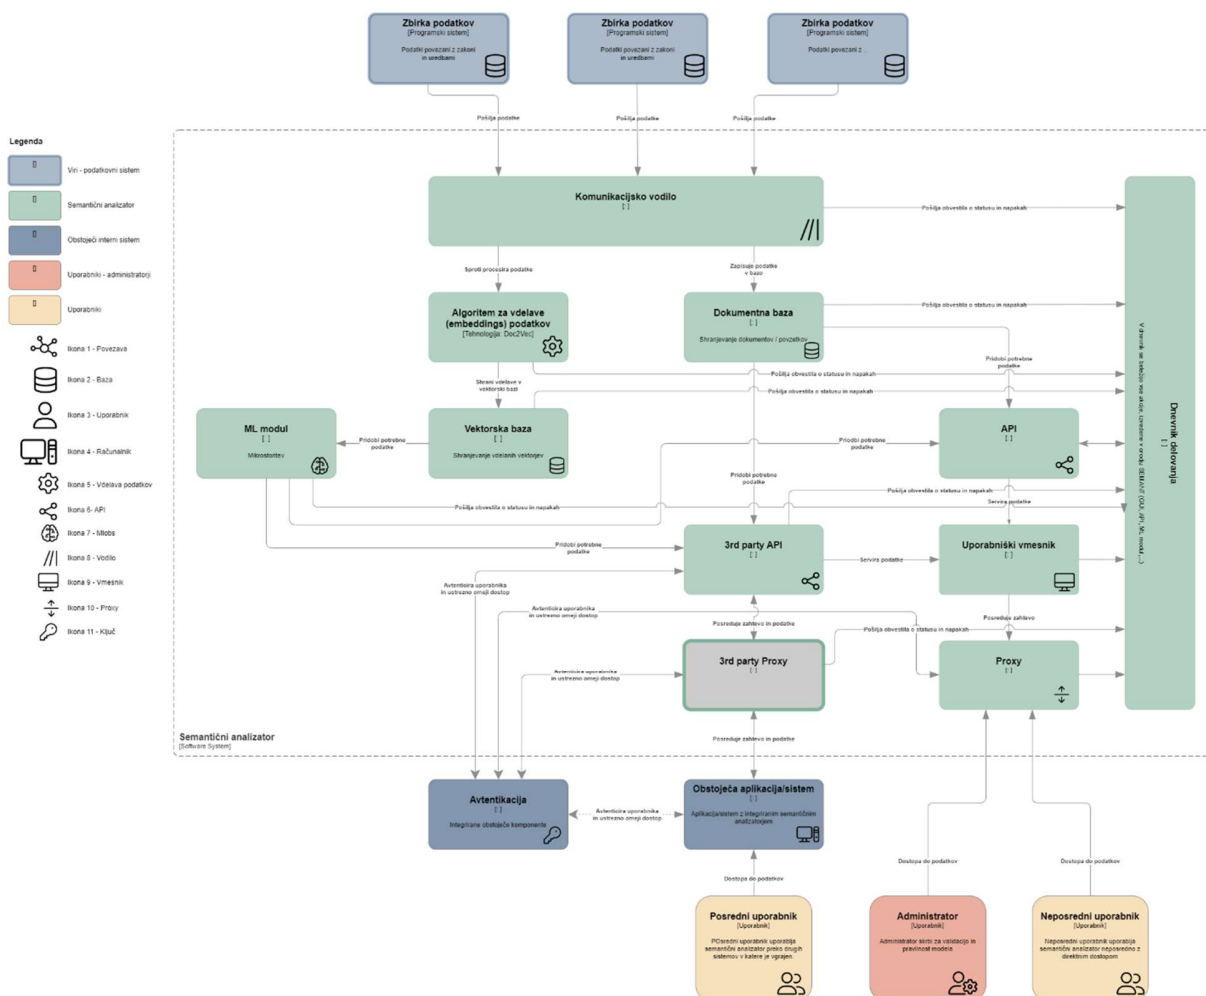 Zbirka podatkov
[Programski sistem]
Podatki povezani z zakoni
in uredbami
Zbirka podatkov
[Programski sistem]
Podatki povezani z zakoni
in uredbami
Zbirka podatkov
[Programski sistem]
Podatki povezani z ..
Pošilja podatke
Pošilja podatke
Pošilja podatke
Legenda
Viri - podatkovni sistem
Semantični analizator
Obstoječi interni sistem
Uporabniki - administratorji
Uporabniki
Ikona 1 - Povezava
Ikona 2 - Baza
Ikona 3 - Uporabnik
Ikona 4 - Računalnik
Ikona 5 - Vdelava podatkov
Ikona 6- API
Ikona 7 - Mlobs
Ikona 8 - Vodilo
Ikona 9 - Vmesnik
Ikona 10 - Proxy
Ikona 11 - Ključ
Komunikacijsko vodilo
[: ]
Pošilja obvestila o statusu in napakah
Sproti procesira podatke
Zapisuje podatke
v bazo
Algoritem za vdelave
(embeddings) podatkov
[Tehnologija: Doc2Vec]
Dokumentna baza
[: ]
Shranjevanje dokumentov / povzetkov
Pošilja obvestila o statusu in napakah
Pridobi potrebne
podatke
Pošilja obvestila o statusu in napakah
Shrani vdelave v
vektorski bazi
Pošilja obvestila o statusu in napakah
ML modul
[: ]
Mikrostoritev
Pridobi potrebne
podatke
Vektorska baza
[: ]
Shranjevanje vdelanih vektorjev
Pridobi potrebne
podatke
API
[: ]
Pridobi potrebne
podatke
Pošilja obvestila o statusu in napakah
Pošilja obvestila o statusu in napakah
Servira podatke
Pridobi potrebne
podatke
3rd party API
[: ]
Servira podatke
Uporabniški vmesnik
[: ]
Avtenticira uporabnika
in ustrezno omeji dostop
Avtenticira uporabnika
in ustrezno omeji dostop
Posreduje zahtevo in podatke
Posreduje zahtevo
Pošilja obvestila o statusu in napakah
Avtenticira uporabnika
in ustrezno omeji dostop
3rd party Proxy
[: ]
Proxy
[: ]
Dnevnik delovanja
[: ]
Posreduje zahtevo in podatke
Semantični analizator
[Software System]
Avtentikacija
[: ]
Integrirane obstoječe komponente
Avtenticira uporabnika
in ustrezno omeji dostop
Obstoječa aplikacija/sistem
[: ]
Aplikacija/sistem z integriranim semantičnim
analizatorjem
Dostopa do podatkov
Dostopa do podatkov
Dostopa do podatkov
Posredni uporabnik
[Uporabnik]
POsredni uporabnik uporablja
semantični analizator preko drugih
sistemov v katere je vgrajen.
Administrator
[Uporabnik]
Administrator skrbi za validacijo in
pravilnost modela
Neposredni uporabnik
[Uporabnik]
Neposredni uporabnik uporablja
semantični analizator neposredno z
direktnim dostopom